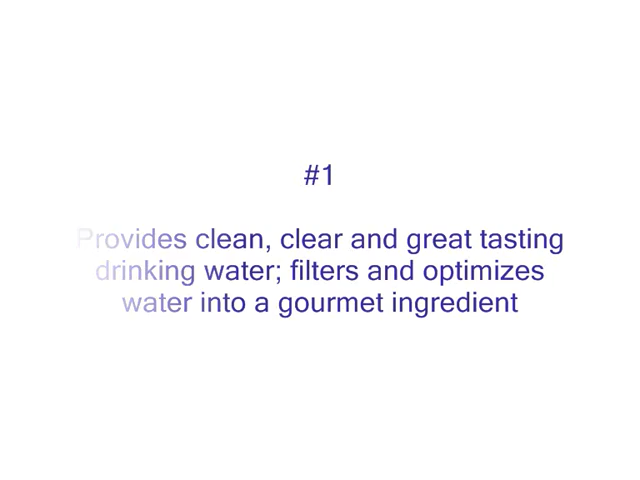 #1
Provides clean, clear and great tasting
drinking water; filters and optimizes
water into a gourmet ingredient